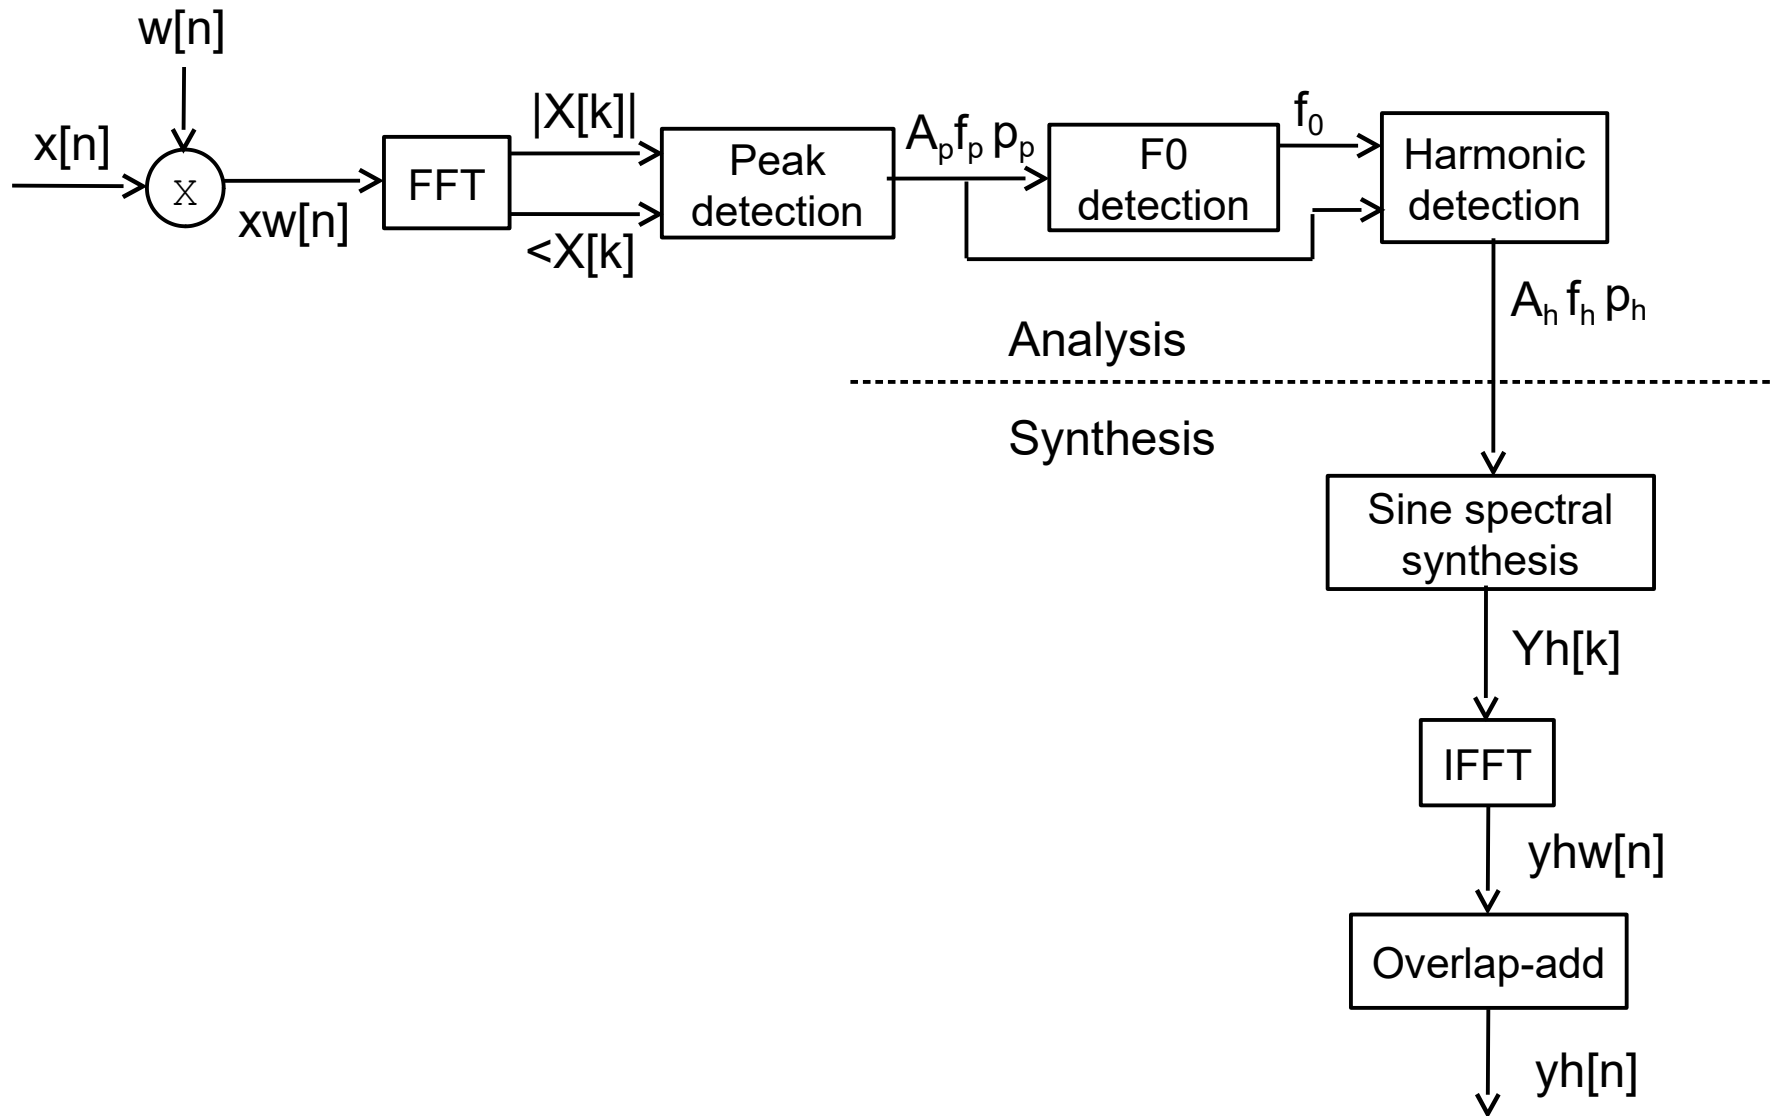 w[n]
x[n]
X
xw[n]
FFT
|X[k]|
<X[k]
Peak
detection
Apfp pp
F0
detection
f0
Harmonic
detection
Ah fh ph
Analysis
Synthesis
Sine spectral
synthesis
Yh[k]
IFFT
yhw[n]
Overlap-add
yh[n]